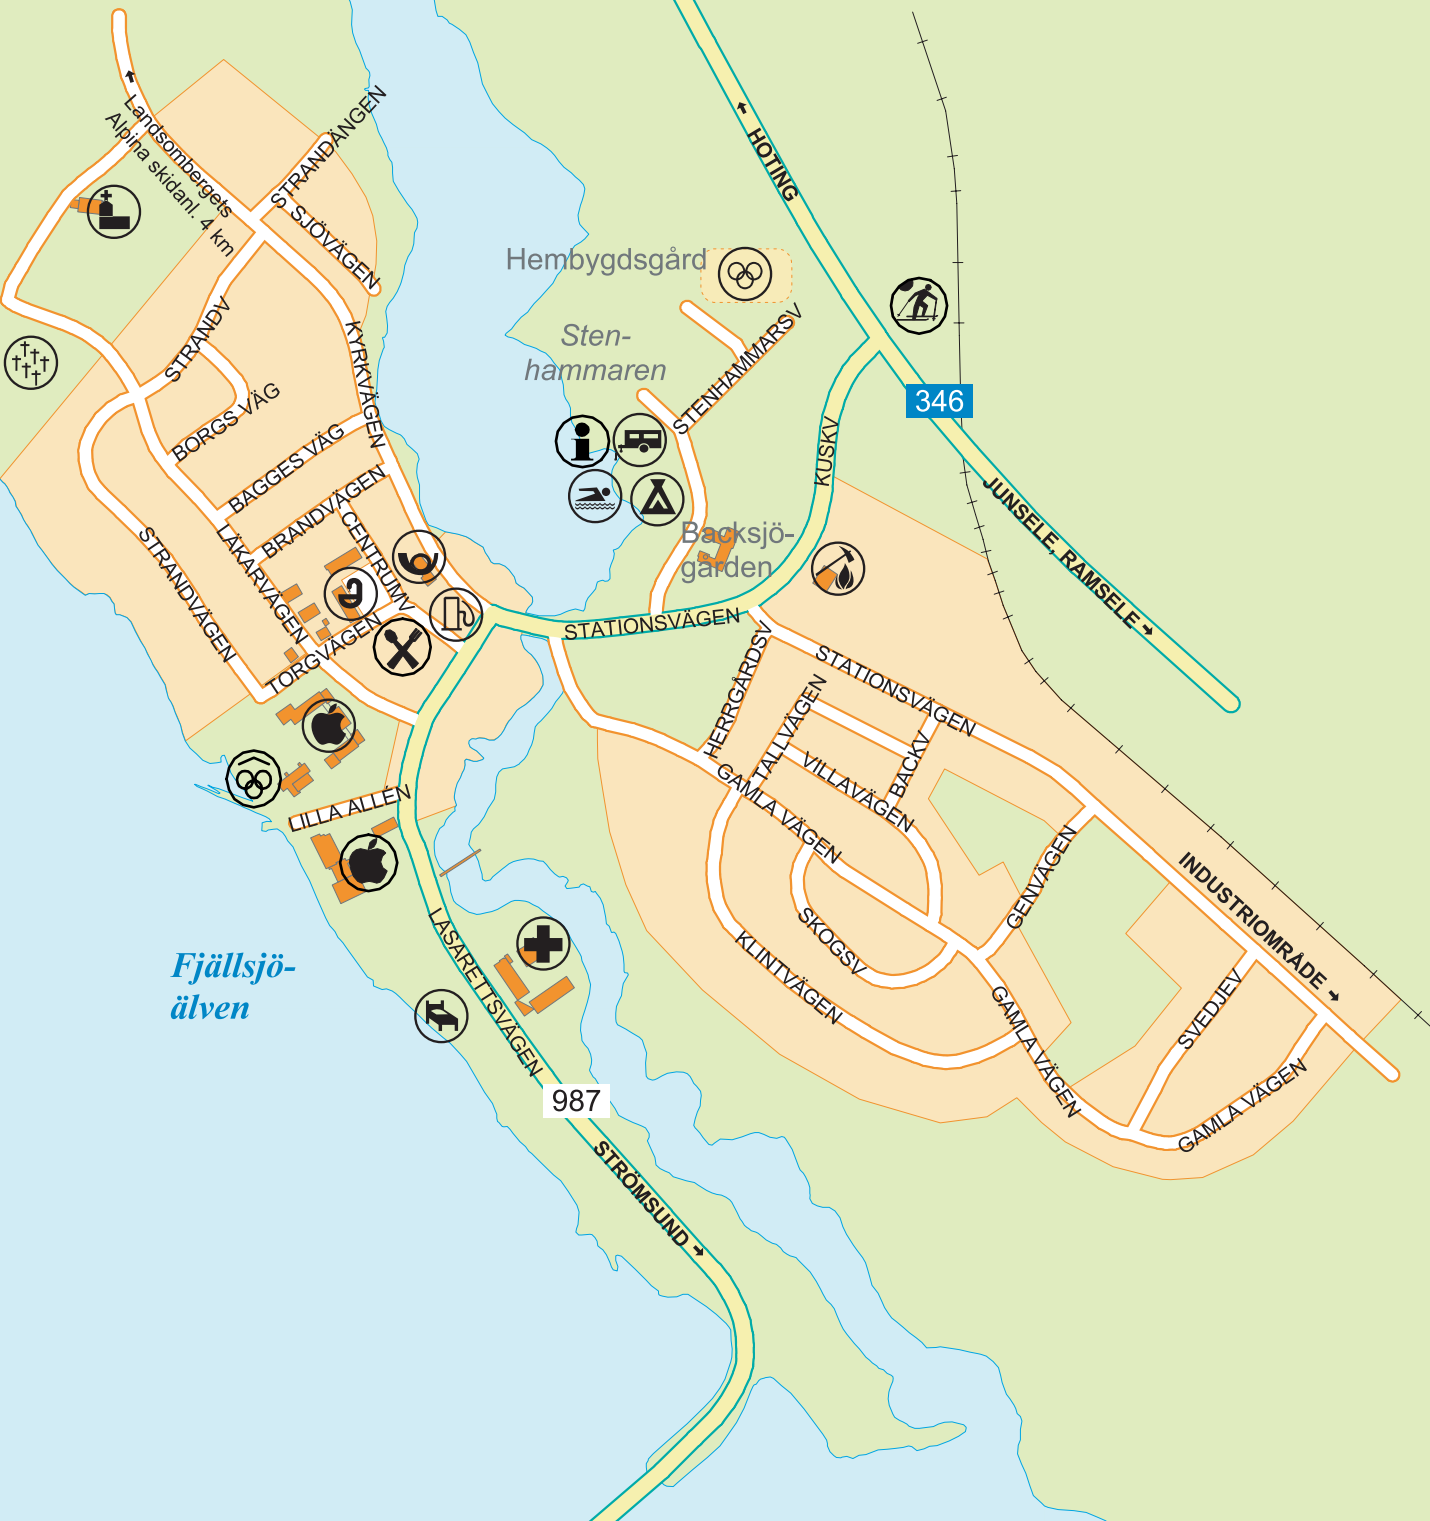 Landsombergets
Alpina skidanl. 4 km
STRANDÄNGEN
SJÖVÄGEN
HOTING
Hembygdsgård
STRANDV
KYRKVÄGEN
Sten-
hammaren
STENHAMMARSV
346
BORGS VÄG
BAGGES VÄG
KUSKV
BRANDVÄGEN
CENTRUMV
JUNSELE, RAMSELE
LÄKARVÄGEN
STRANDVÄGEN
Backsjö-
gården
TORGVÄGEN
STATIONSVÄGEN
HERRGÅRDSV
STATIONSVÄGEN
TALLVÄGEN
BACKV
VILLAVÄGEN
GAMLA VÄGEN
LILLA ALLÉN
GENVÄGEN
INDUSTRIOMRÅDE
SKOGSV
KLINTVÄGEN
LASARETTSVÄGEN
Fjällsjö-
älven
SVEDJEV
GAMLA VÄGEN
GAMLA VÄGEN
987
STRÖMSUND